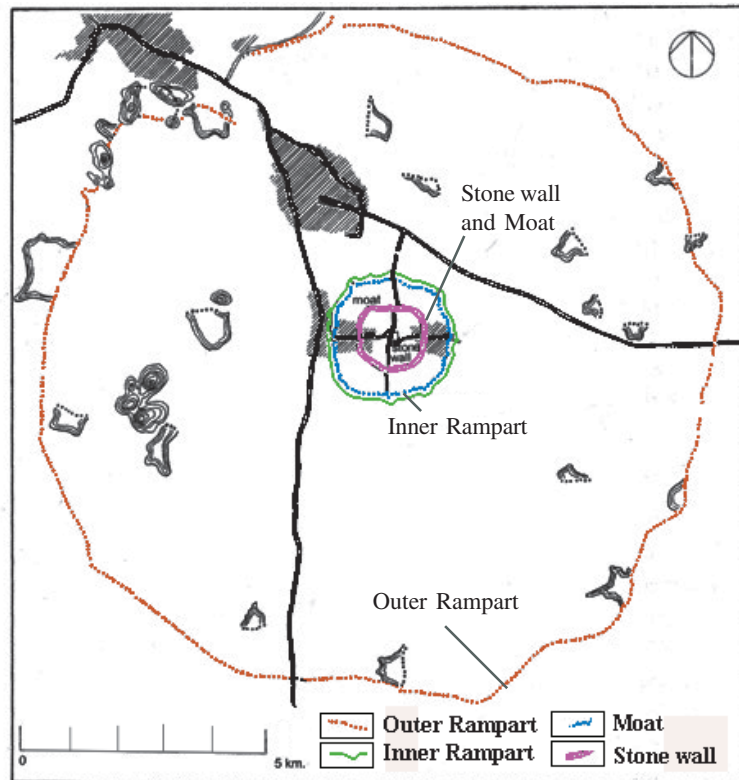 Stone wall
and Moat
moat
stone
wall
Inner Rampart
Outer Rampart
0
5 km.
Outer Rampart
Moat
Inner Rampart
Stone wall